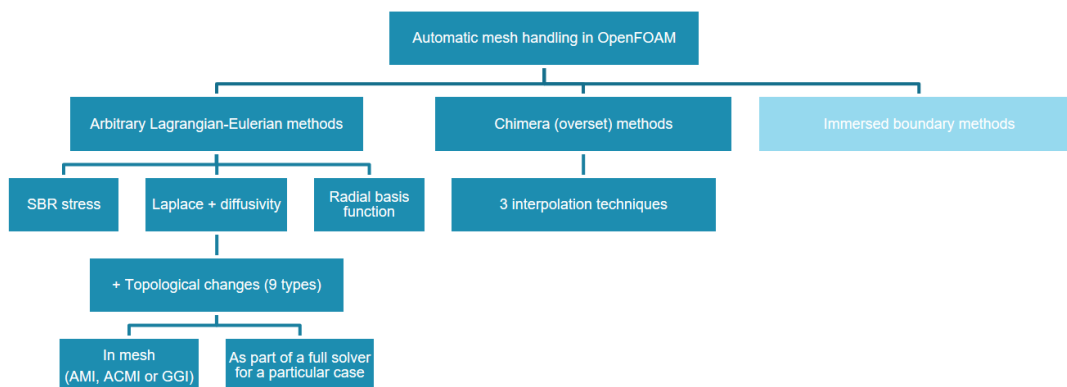 Automatic mesh handling in OpenFOAM
Arbitrary Lagrangian-Eulerian methods
Chimera (overset) methods
Immersed boundary methods
SBR stress
Laplace + diffusivity
Radial basis
function
3 interpolation techniques
+ Topological changes (9 types)
In mesh
(AMI, ACMI or GGI)
As part of a full solver
for a particular case